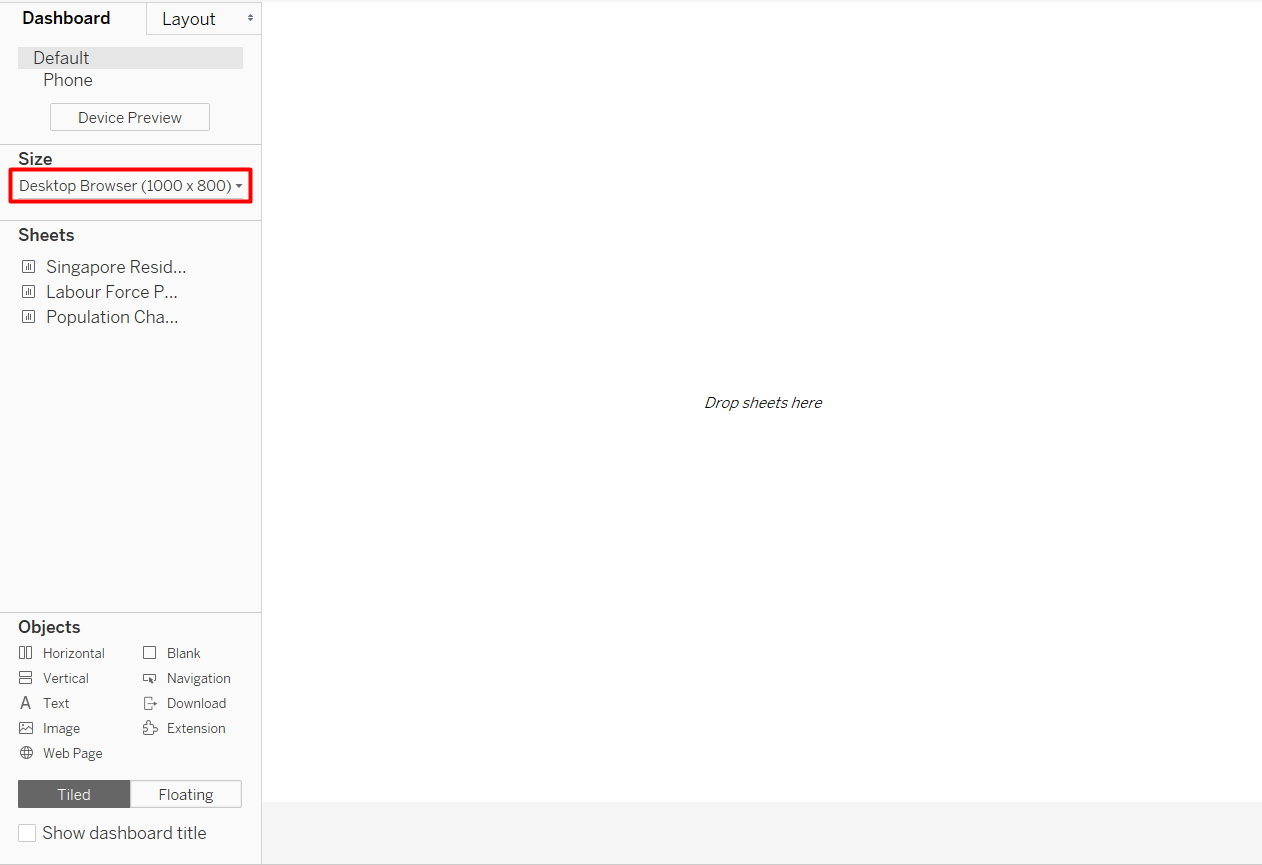 Dashboard
Layout
Default
Phone
Device Preview
Size
Desktop Browser (1000 x 800)
Sheets
Singapore Resid...
Labour Force P...
Population Cha...
Drop sheets here
Objects
Horizontal
Blank
Vertical
Navigation
Text
Download
Image
Extension
Web Page
Tiled
Floating
Show dashboard title